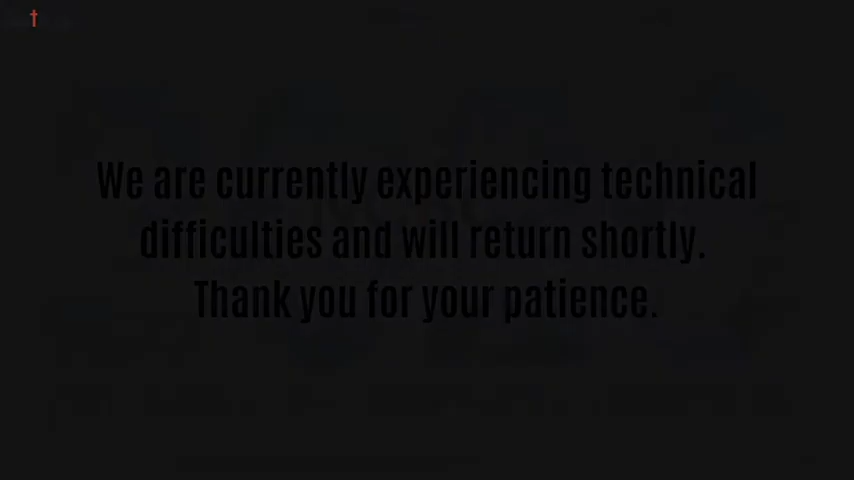 We are currently experiencing technical
difficulties and will return shortly.
Thank you for your patience.